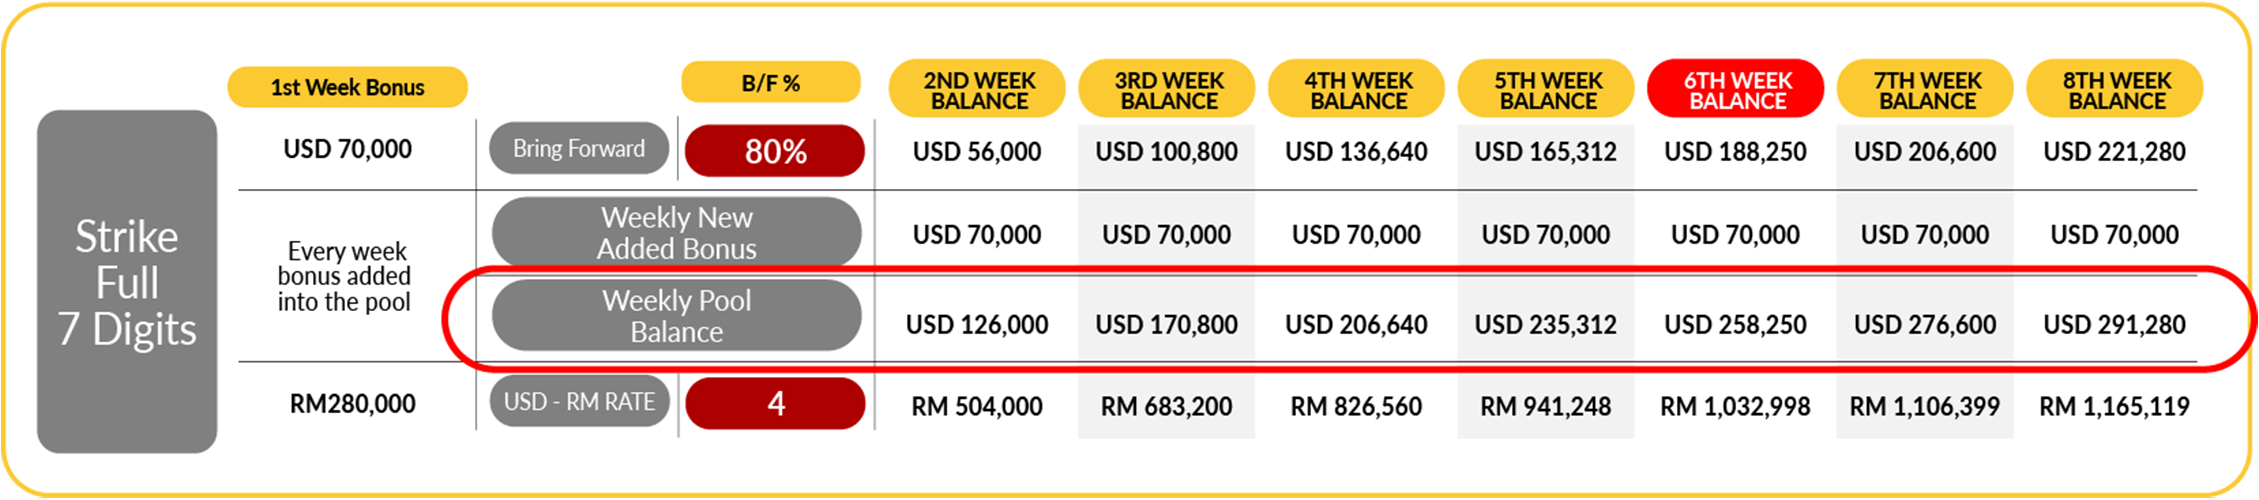 1st Week Bonus
B/F %
2ND WEEK
BALANCE
3RD WEEK
BALANCE
4TH WEEK
BALANCE
5TH WEEK
BALANCE
6TH WEEK
BALANCE
7TH WEEK
BALANCE
8TH WEEK
BALANCE
Strike
Full
7 Digits
USD 70,000
Bring Forward
80%
USD 56,000
USD 100,800
USD 136,640
USD 165,312
USD 188,250
USD 206,600
USD 221,280
Every week
bonus added
into the pool
Weekly New
Added Bonus
USD 70,000
USD 70,000
USD 70,000
USD 70,000
USD 70,000
USD 70,000
USD 70,000
Weekly Pool
Balance
USD 126,000
USD 170,800
USD 206,640
USD 235,312
USD 258,250
USD 276,600
USD 291,280
RM280,000
USD - RM RATE
4
RM 504,000
RM 683,200
RM 826,560
RM 941,248
RM 1,032,998
RM 1,106,399
RM 1,165,119